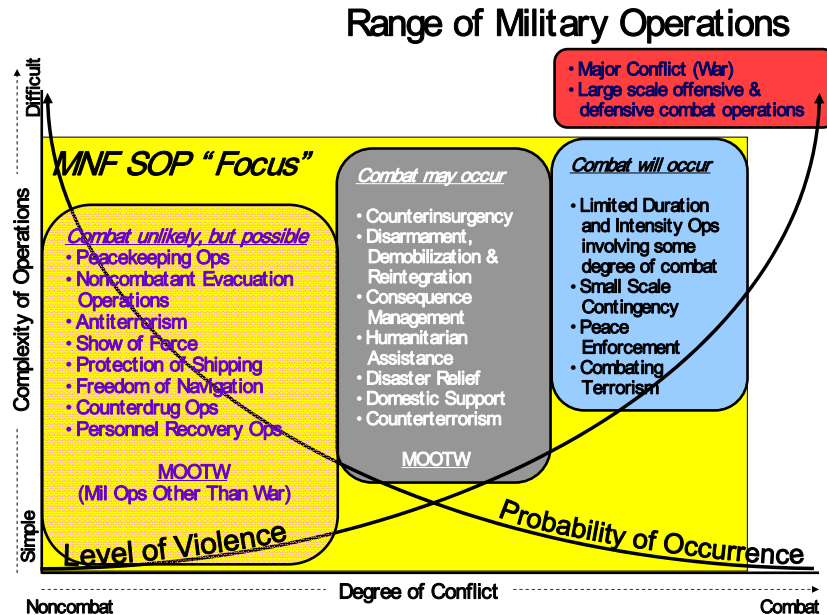 Range of Military Operations
• Major Conflict (War)
• Large scale offensive &
defensive combat operations
Difficult
Complexity of Operations
Simple
MNF SOP “Focus”
Combat unlikely, but possible
• Peacekeeping Ops
• Noncombatant Evacuation
Operations
• Antiterrorism
• Show of Force
• Protection of Shipping
• Freedom of Navigation
• Counterdrug Ops
• Personnel Recovery Ops
MOOTW
(Mil Ops Other Than War)
Combat may occur
• Counterinsurgency
• Disarmament,
Demobilization &
Reintegration
• Consequence
Management
• Humanitarian
Assistance
• Disaster Relief
• Domestic Support
• Counterterrorism
MOOTW
Combat will occur
• Limited Duration
and Intensity Ops
involving some
degree of combat
• Small Scale
Contingency
• Peace
Enforcement
• Combating
Terrorism
Level of Violence
Probability of Occurrence
Noncombat
Degree of Conflict
Combat